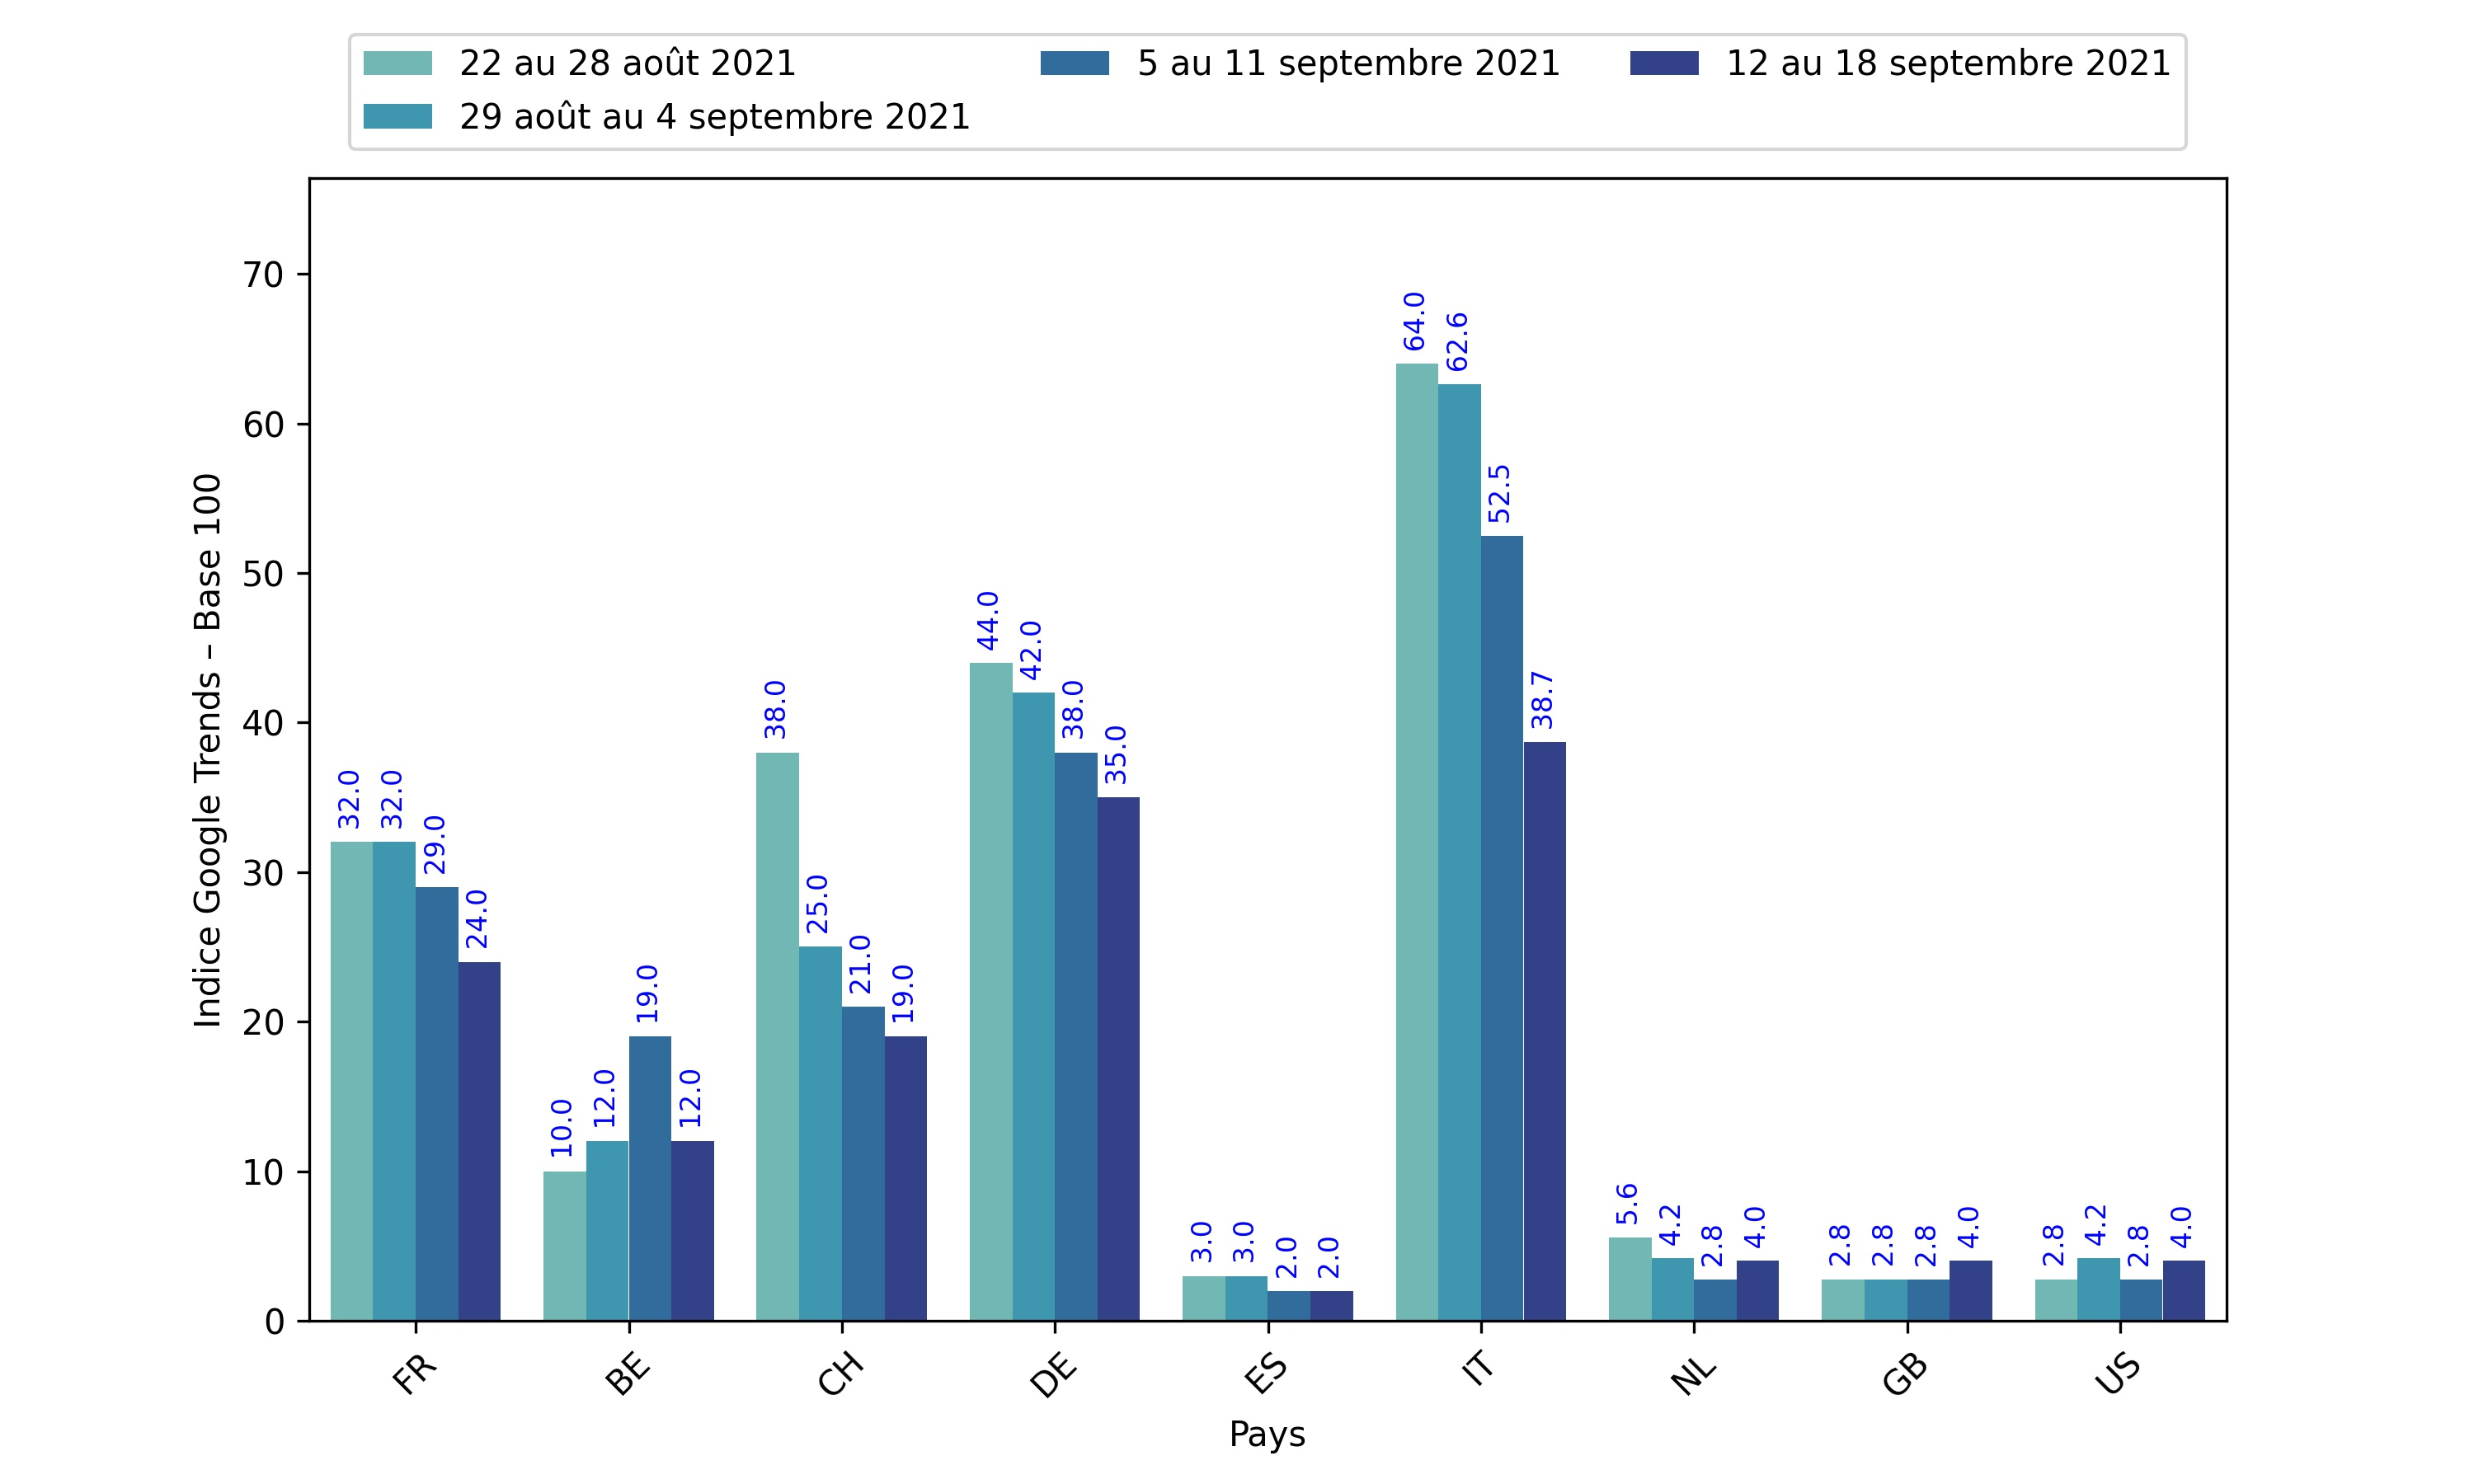 22 au 28 août 2021
29 août au 4 septembre 2021
5 au 11 septembre 2021
12 au 18 septembre 2021
Indice Google Trends – Base 100
70
60
50
40
30
20
10
0
32.0 32.0 29.0 24.0
10.0 12.0 19.0 12.0
38.0 25.0 21.0 19.0
44.0 42.0 38.0 35.0
3.0 3.0 2.0 2.0
64.0 62.6 52.5 38.7
5.6 4.2 2.8 4.0
2.8 2.8 2.8 4.0
2.8 4.2 2.8 4.0
FR BE CH DE ES IT NL GB US
Pays